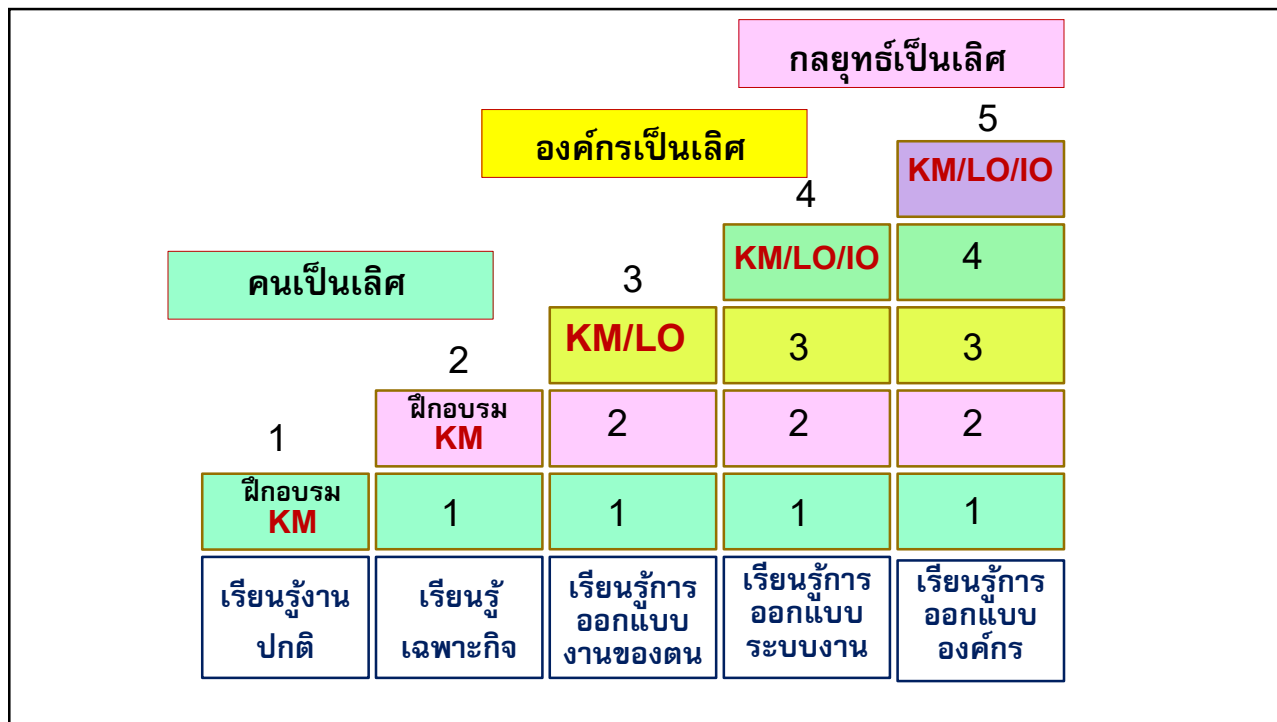 กลยุทธ์เป็นเลิศ
องค์กรเป็นเลิศ
5
KM/LO/IO
4
คนเป็นเลิศ
KM/LO/IO
4
3
KM/LO
3
3
2
ฝึกอบรม
KM
2
2
2
1
ฝึกอบรม
KM
1
1
1
1
เรียนรู้งาน
ปกติ
เรียนรู้
เฉพาะกิจ
เรียนรู้การ
ออกแบบ
งานของตน
เรียนรู้การ
ออกแบบ
ระบบงาน
เรียนรู้การ
ออกแบบ
องค์กร